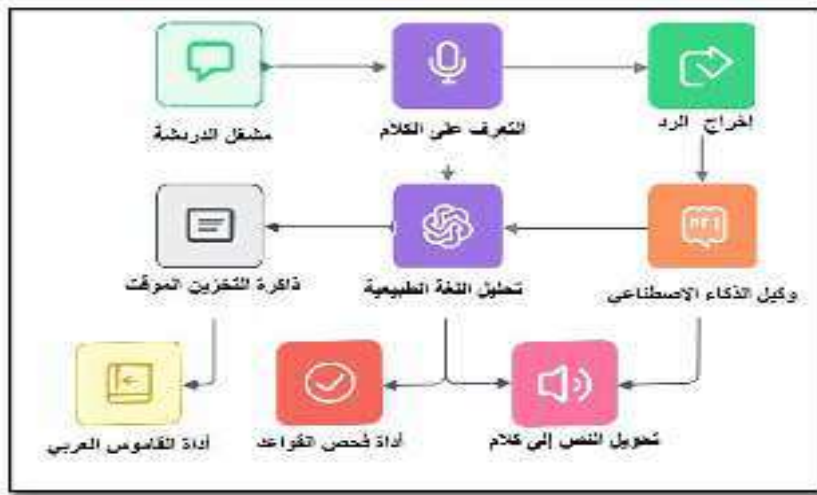 إخراج الرد
التعرف على الكلام
مشغل الدردشة
وكيل الذكاء الاصطناعي
تحليل اللغة الطبيعية
ذاكرة التخزين الموقت
تحويل النص إلى كلام
أداة فحص القواعد
أداة القاموس العربي